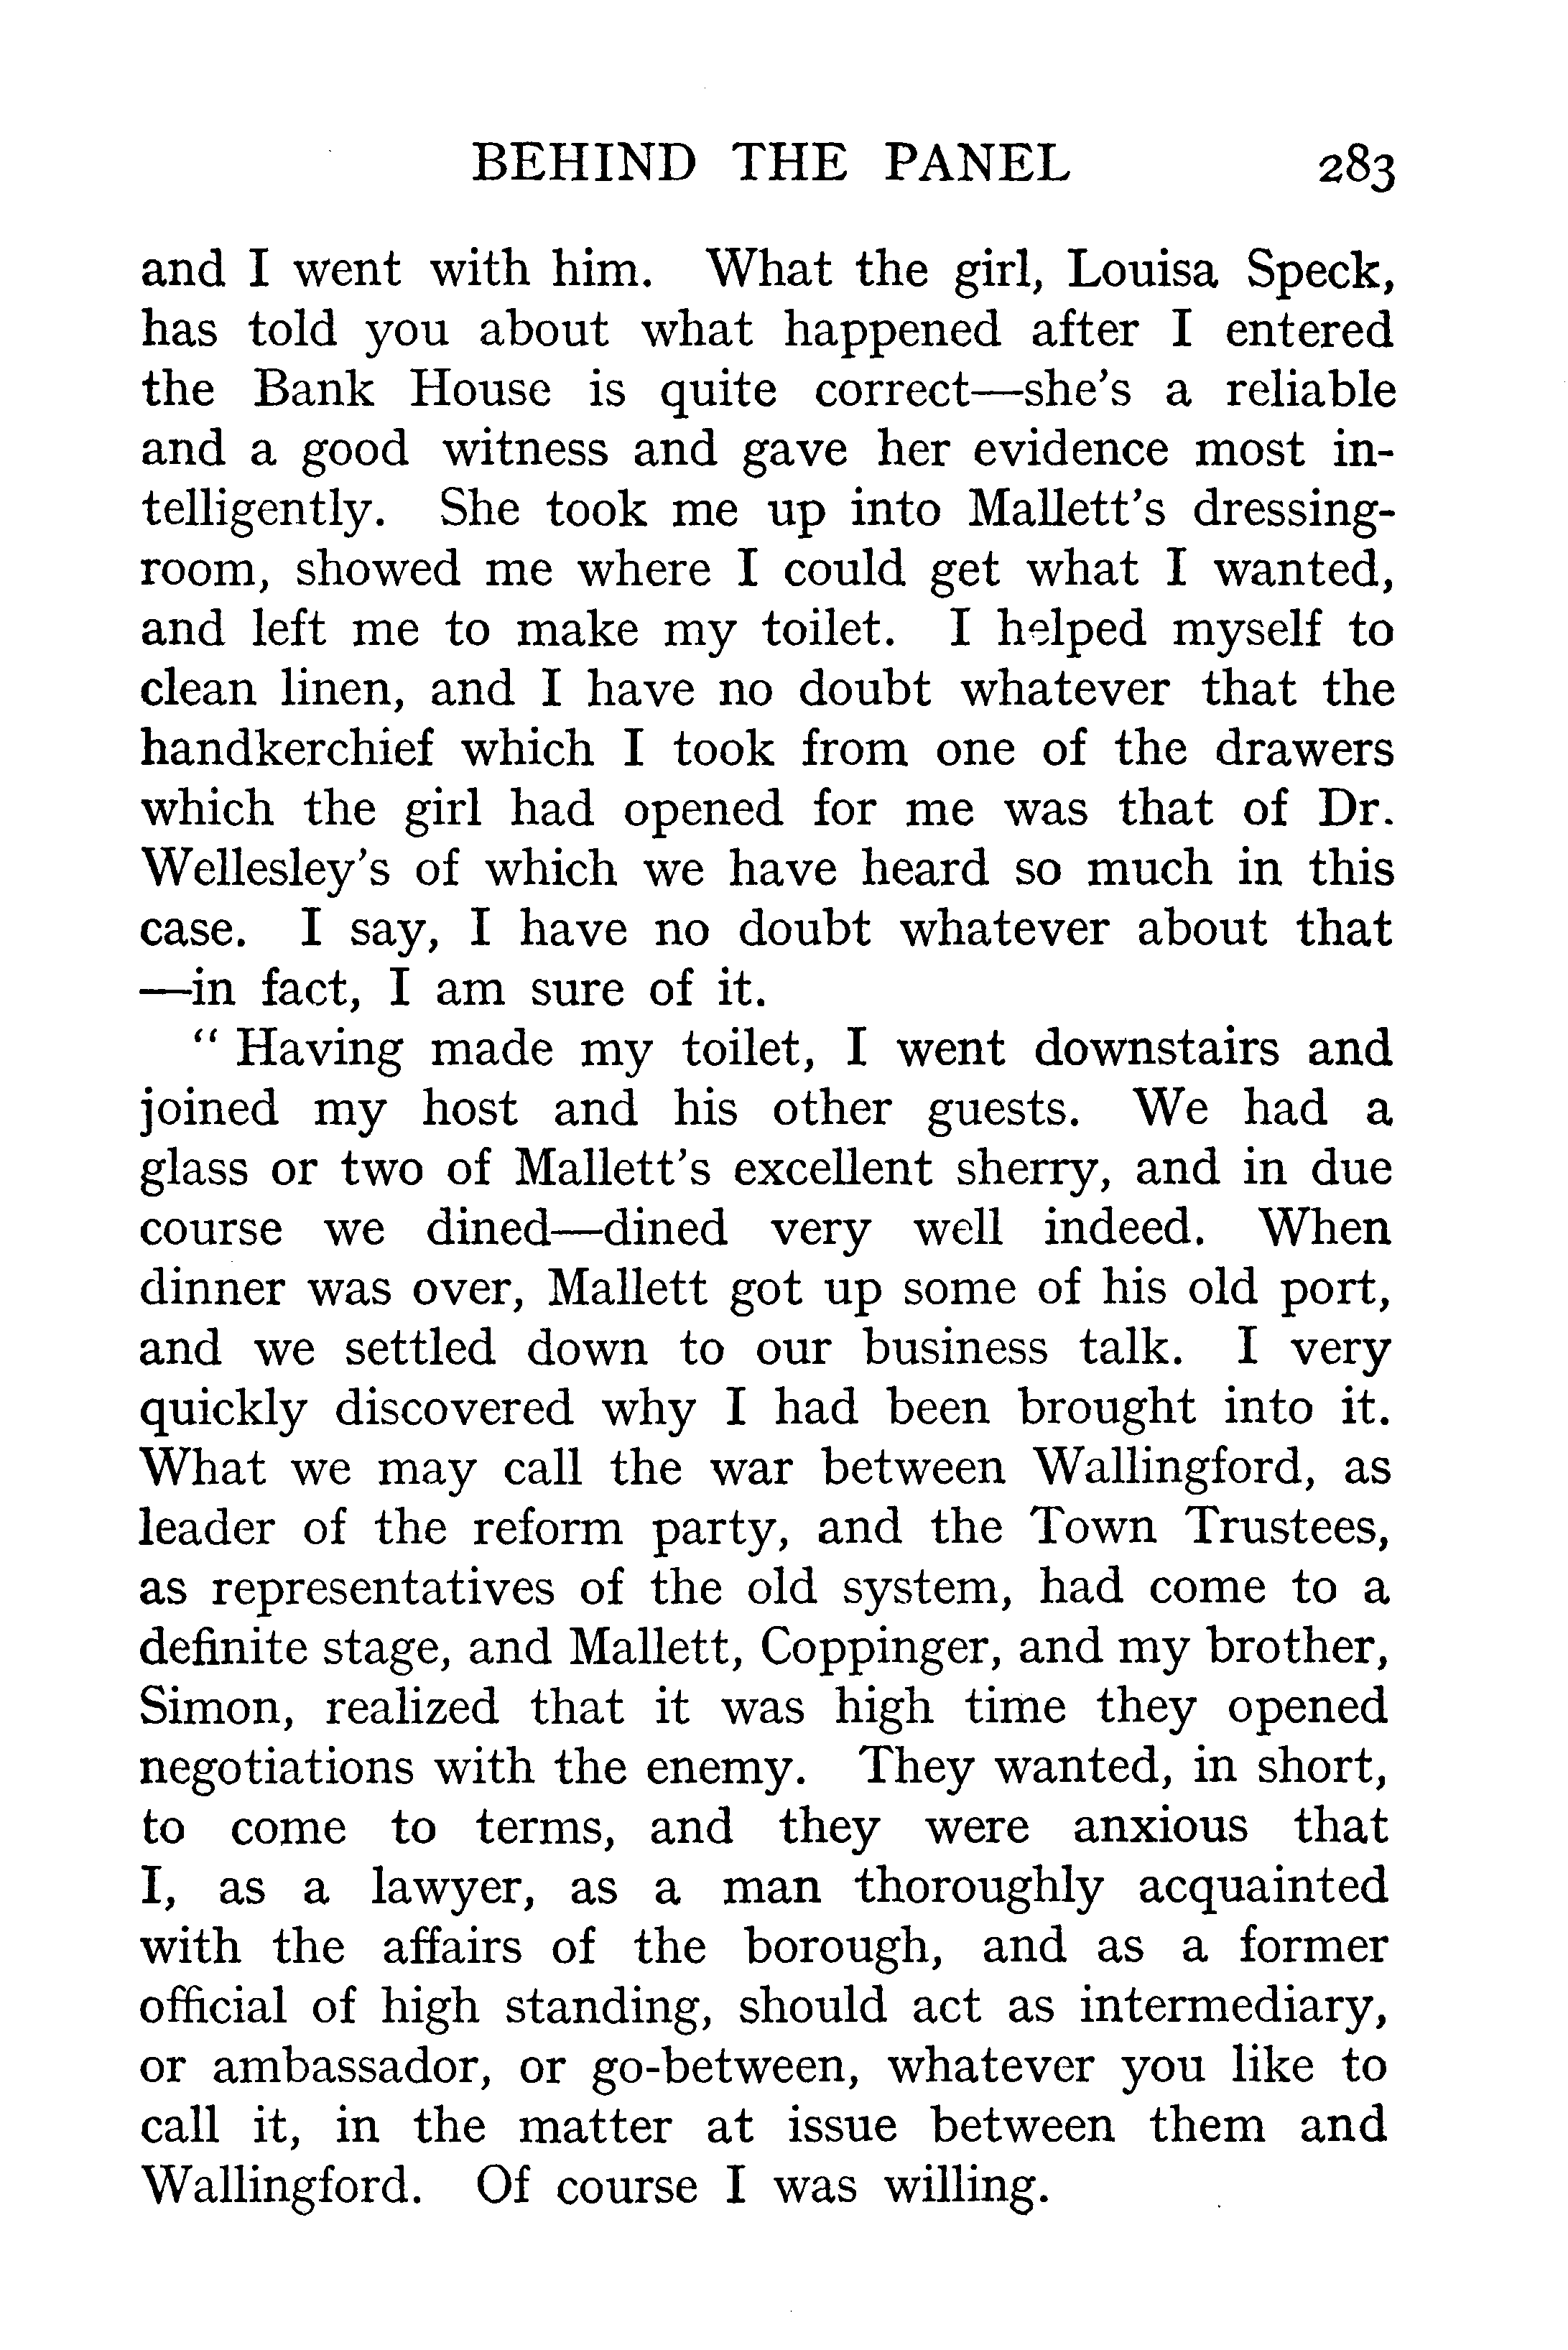 BEHIND THE PANEL 283
and I went with him. What the girl, Louisa Speck,
has told you about what happened after I entered
the Bank House is quite correct—she's a reliable
and a good witness and gave her evidence most in-
telligently. She took me up into Mallett's dressing-
room, showed me where I could get what I wanted,
and left me to make my toilet. I helped myself to
clean linen, and I have no doubt whatever that the
handkerchief which I took from one of the drawers
which the girl had opened for me was that of Dr.
Wellesley's of which we have heard so much in this
case. I say, I have no doubt whatever about that
—in fact, I am sure of it.
“ Having made my toilet, I went downstairs and
joined my host and his other guests. We had a
glass or two of Mallett's excellent sherry, and in due
course we dined—dined very well indeed. When
dinner was over, Mallett got up some of his old port,
and we settled down to our business talk. I very
quickly discovered why I had been brought into it.
What we may call the war between Wallingford, as
leader of the reform party, and the Town Trustees,
as representatives of the old system, had come to a
definite stage, and Mallett, Coppinger, and my brother,
Simon, realized that it was high time they opened
negotiations with the enemy. They wanted, in short,
to come to terms, and they were anxious that
I, as a lawyer, as a man thoroughly acquainted
with the affairs of the borough, and as a former
official of high standing, should act as intermediary,
or ambassador, or go-between, whatever you like to
call it, in the matter at issue between them and
Wallingford. Of course I was willing.